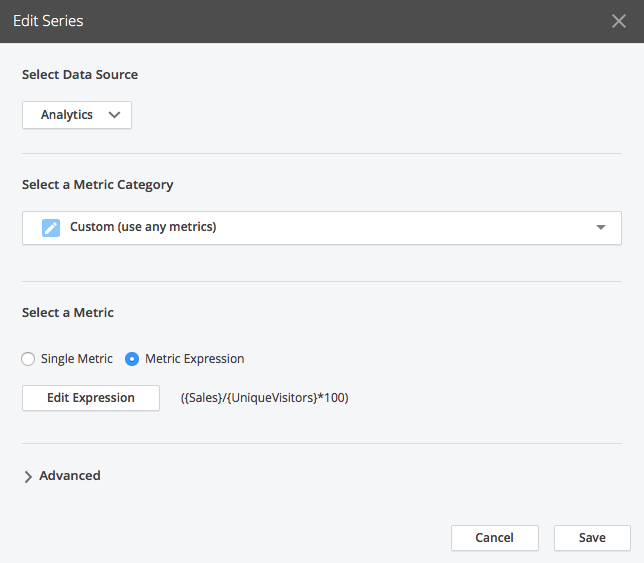 Edit Series
Select Data Source
Analytics
Select a Metric Category
Custom (use any metrics)
Select a Metric
Single Metric Metric Expression
Edit Expression ({Sales}/{UniqueVisitors}*100)
Advanced
Cancel Save